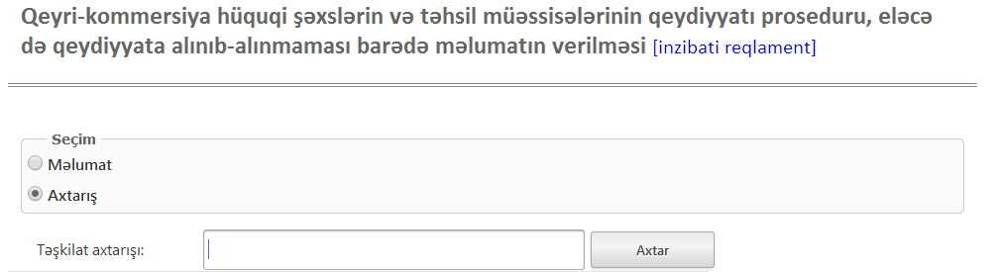 Qeyri-kommersiya hüquqi şəxslərin və təhsil müəssisələrinin qeydiyyatı proseduru, eləcə
də qeydiyyata alınıb-alınmaması barədə məlumatın verilməsi [inzibati reqlament]
Seçim
Məlumat
Axtarış
Təşkilat axtarışı:
Axtar